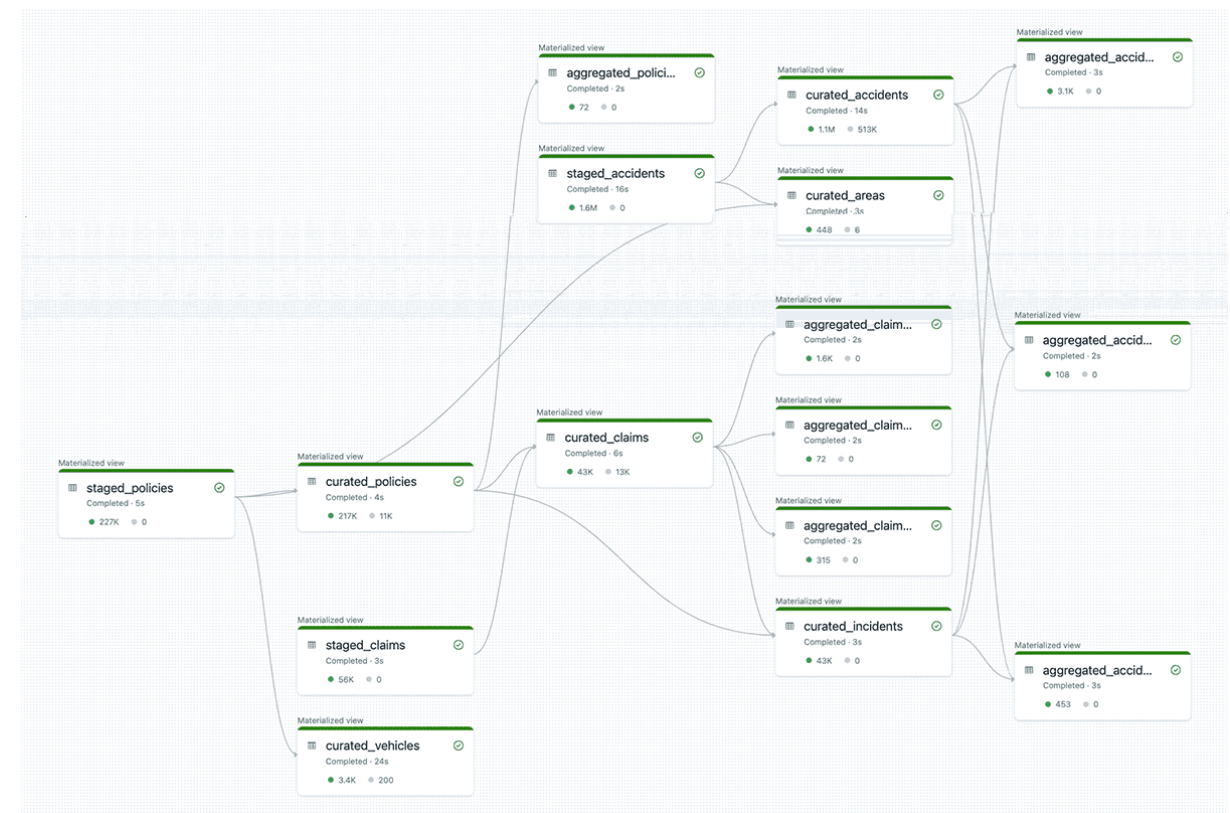 Materialized view
aggregated_polici...
Completed · 2s
72 0
Materialized view
staged_accidents
Completed · 16s
1.6M 0
Materialized view
curated_accidents
Completed · 14s
1.1M 513K
Materialized view
curated_areas
Completed · 3s
448 6
Materialized view
aggregated_accid...
Completed · 3s
3.1K 0
Materialized view
aggregated_claim...
Completed · 2s
1.6K 0
Materialized view
aggregated_accid...
Completed · 2s
108 0
Materialized view
staged_policies
Completed · 5s
227K 0
Materialized view
curated_policies
Completed · 4s
217K 11K
Materialized view
curated_claims
Completed · 6s
43K 13K
Materialized view
aggregated_claim...
Completed · 2s
72 0
Materialized view
aggregated_claim...
Completed · 2s
315 0
Materialized view
staged_claims
Completed · 3s
56K 0
Materialized view
curated_vehicles
Completed · 24s
3.4K 200
Materialized view
curated_incidents
Completed · 3s
43K 0
Materialized view
aggregated_accid...
Completed · 3s
453 0